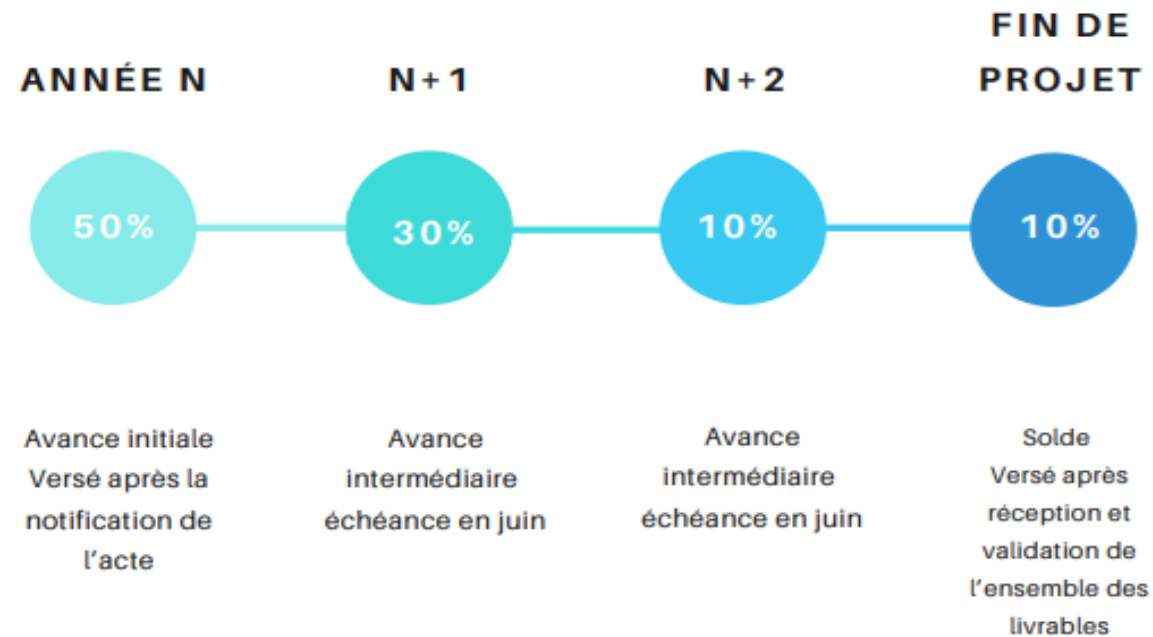 ANNÉE N
50%
Avance initiale
Versé après la
notification de
l'acte
N+1
30%
Avance
intermédiaire
échéance en juin
N+2
10%
Avance
intermédiaire
échéance en juin
FIN DE
PROJET
10%
Solde
Versé après
réception et
validation de
l'ensemble des
livrables